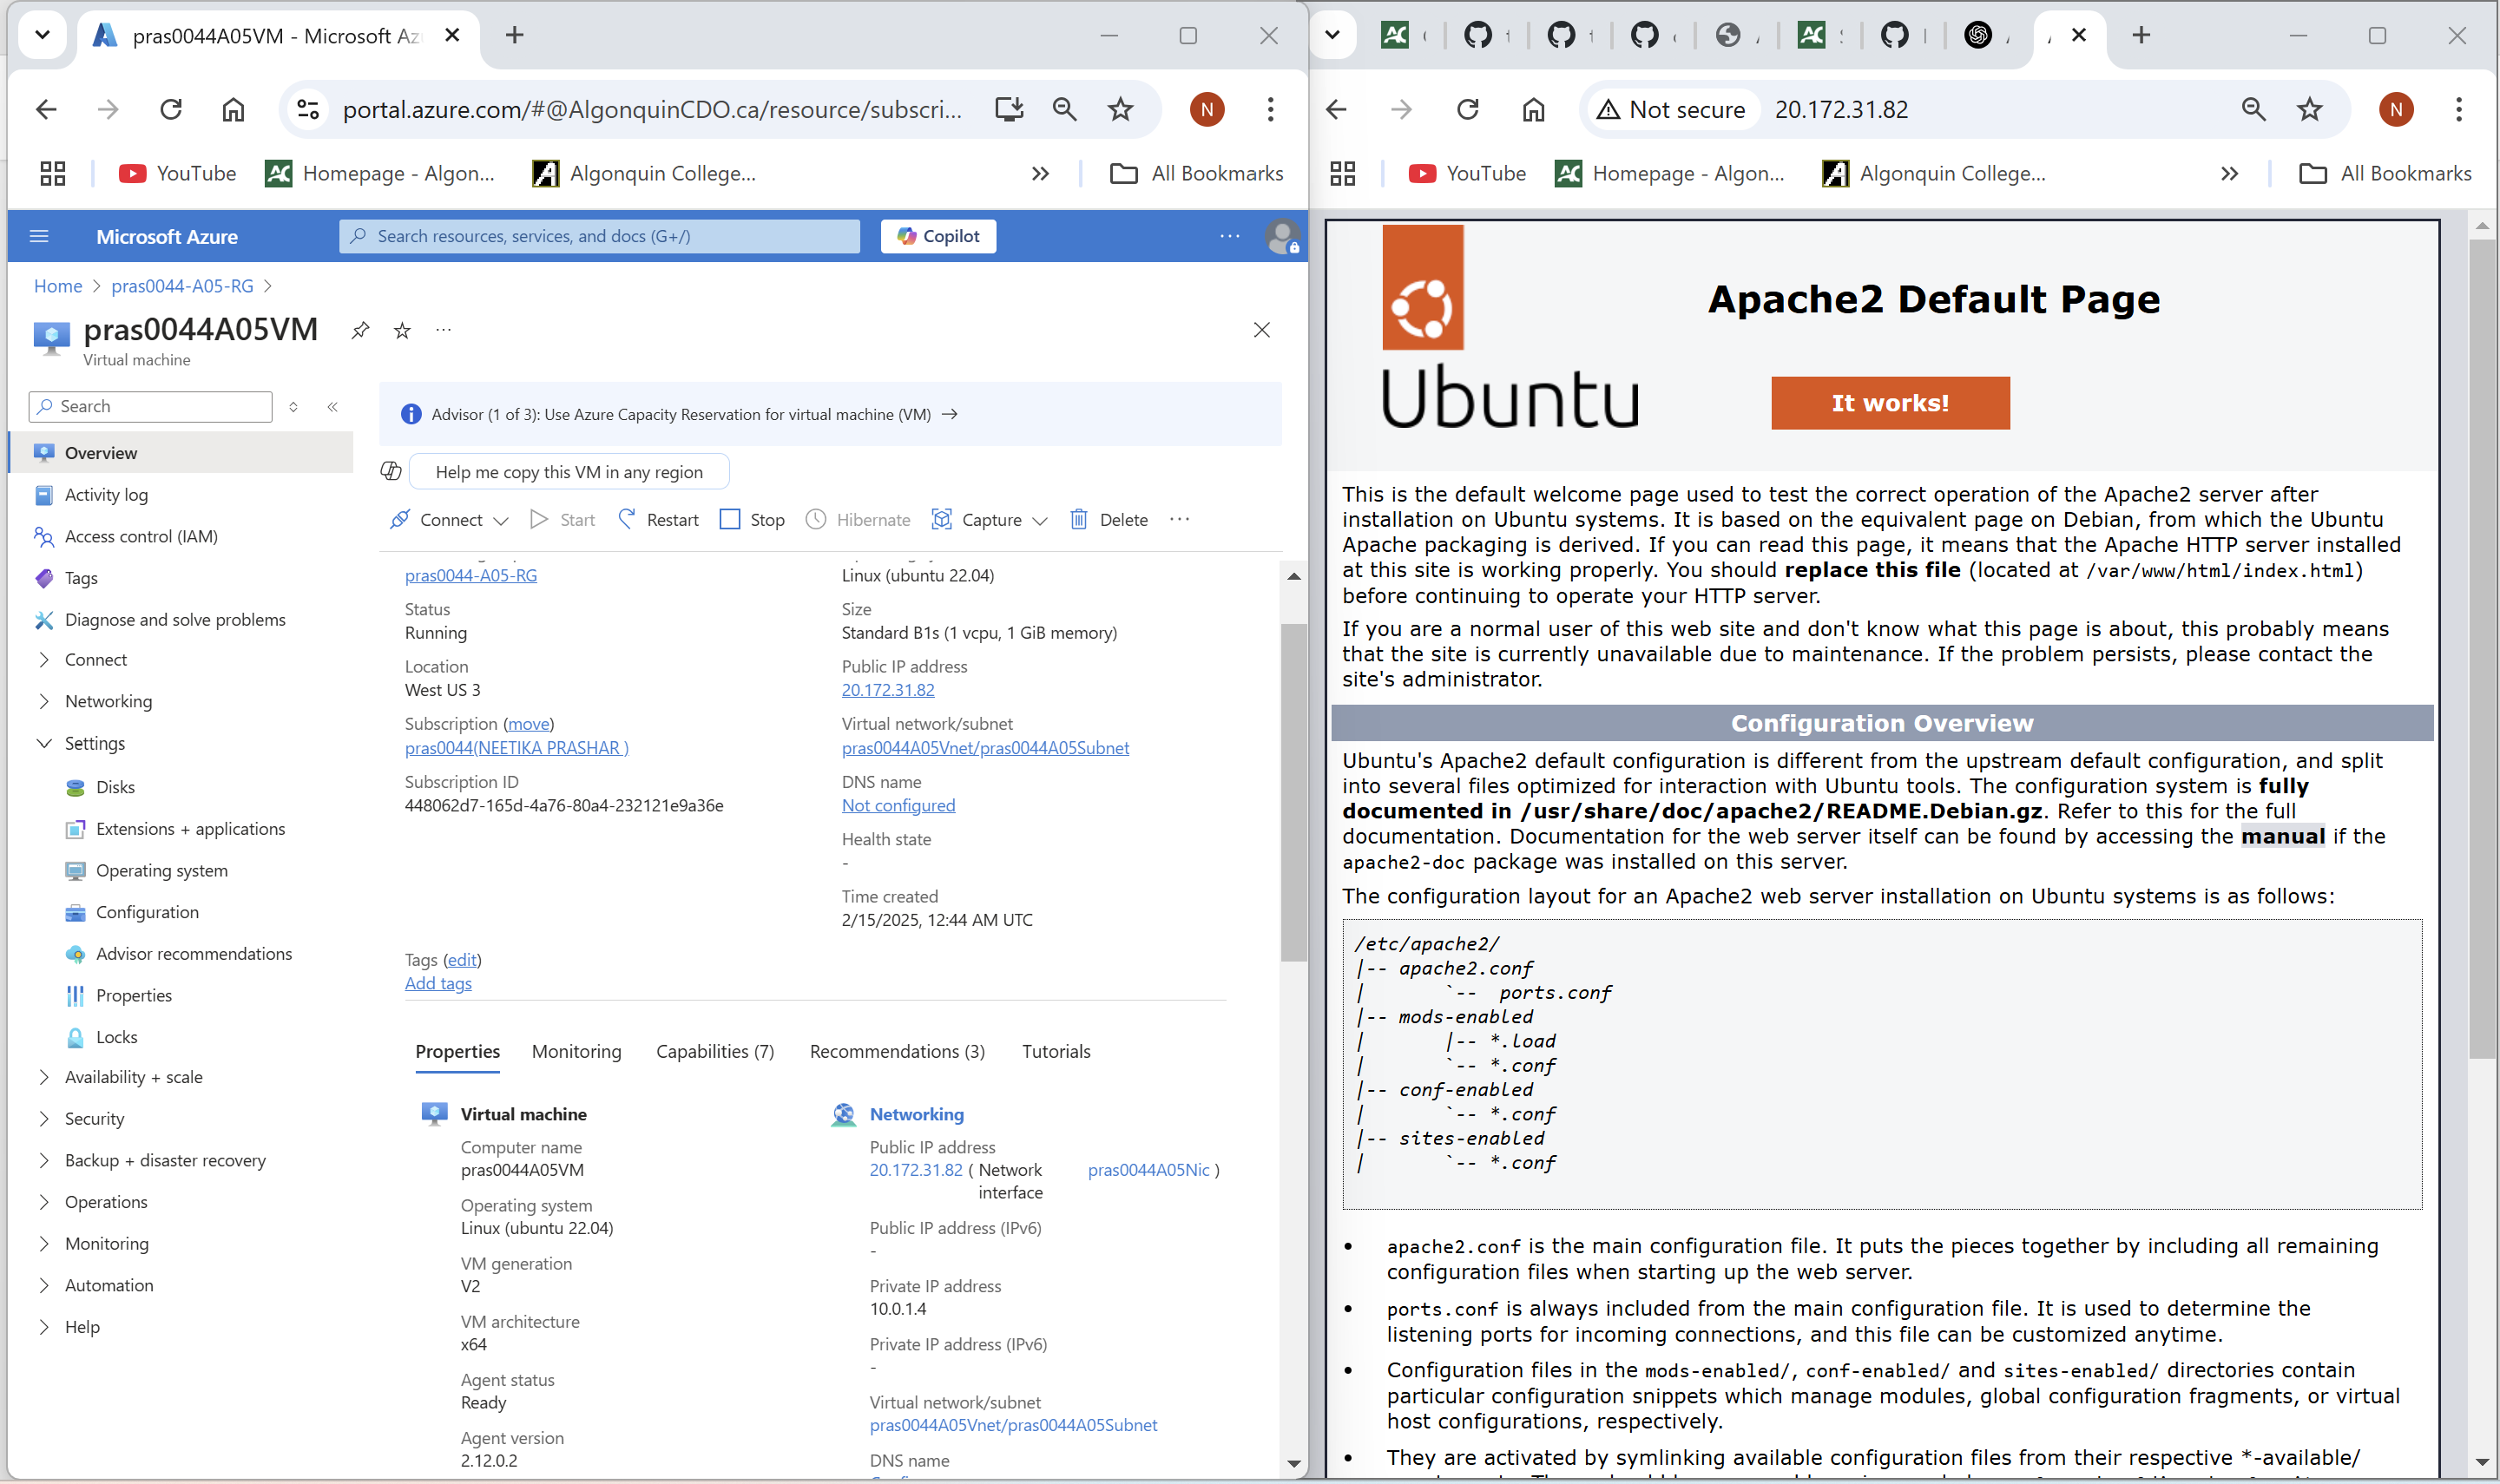 pras0044A05VM - Microsoft Az
portal.azure.com/#@AlgonquinCDO.ca/resource/subscri...
N
YouTube
Homepage - Algon...
Algonquin College...
All Bookmarks
Microsoft Azure
Search resources, services, and docs (G+/)
Copilot
Home > pras0044-A05-RG >
pras0044A05VM
Virtual machine
Search
Overview
Activity log
Access control (IAM)
Tags
Diagnose and solve problems
Connect
Networking
Settings
Disks
Extensions + applications
Operating system
Configuration
Advisor recommendations
Properties
Locks
Availability + scale
Security
Backup + disaster recovery
Operations
Monitoring
Automation
Help
Advisor (1 of 3): Use Azure Capacity Reservation for virtual machine (VM) →
Help me copy this VM in any region
Connect Start Restart Stop Hibernate Capture Delete
pras0044-A05-RG
Status
Running
Location
West US 3
Subscription (move)
pras0044(NEETIKA PRASHAR )
Subscription ID
448062d7-165d-4a76-80a4-232121e9a36e
Linux (ubuntu 22.04)
Size
Standard B1s (1 vcpu, 1 GiB memory)
Public IP address
20.172.31.82
Virtual network/subnet
pras0044A05Vnet/pras0044A05Subnet
DNS name
Not configured
Health state
-
Time created
2/15/2025, 12:44 AM UTC
Tags (edit)
Add tags
Properties Monitoring Capabilities (7) Recommendations (3) Tutorials
Virtual machine
Computer name
pras0044A05VM
Operating system
Linux (ubuntu 22.04)
VM generation
V2
VM architecture
x64
Agent status
Ready
Agent version
2.12.0.2
Networking
Public IP address
20.172.31.82 ( Network pras0044A05Nic )
interface
Public IP address (IPv6)
-
Private IP address
10.0.1.4
Private IP address (IPv6)
-
Virtual network/subnet
pras0044A05Vnet/pras0044A05Subnet
DNS name
Not secure 20.172.31.82
N
YouTube
Homepage - Algon...
Algonquin College...
All Bookmarks
Ubuntu
Apache2 Default Page
It works!
This is the default welcome page used to test the correct operation of the Apache2 server after
installation on Ubuntu systems. It is based on the equivalent page on Debian, from which the Ubuntu
Apache packaging is derived. If you can read this page, it means that the Apache HTTP server installed
at this site is working properly. You should replace this file (located at /var/www/html/index.html)
before continuing to operate your HTTP server.
If you are a normal user of this web site and don't know what this page is about, this probably means
that the site is currently unavailable due to maintenance. If the problem persists, please contact the
site's administrator.
Configuration Overview
Ubuntu's Apache2 default configuration is different from the upstream default configuration, and split
into several files optimized for interaction with Ubuntu tools. The configuration system is fully
documented in /usr/share/doc/apache2/README.Debian.gz. Refer to this for the full
documentation. Documentation for the web server itself can be found by accessing the manual if the
apache2-doc package was installed on this server.
The configuration layout for an Apache2 web server installation on Ubuntu systems is as follows:
/etc/apache2/
|-- apache2.conf
|       `--  ports.conf
|-- mods-enabled
|       |-- *.load
|       `-- *.conf
|-- conf-enabled
|       `-- *.conf
|-- sites-enabled
|       `-- *.conf
• apache2.conf is the main configuration file. It puts the pieces together by including all remaining
configuration files when starting up the web server.
• ports.conf is always included from the main configuration file. It is used to determine the
listening ports for incoming connections, and this file can be customized anytime.
• Configuration files in the mods-enabled/, conf-enabled/ and sites-enabled/ directories contain
particular configuration snippets which manage modules, global configuration fragments, or virtual
host configurations, respectively.
• They are activated by symlinking available configuration files from their respective *-available/